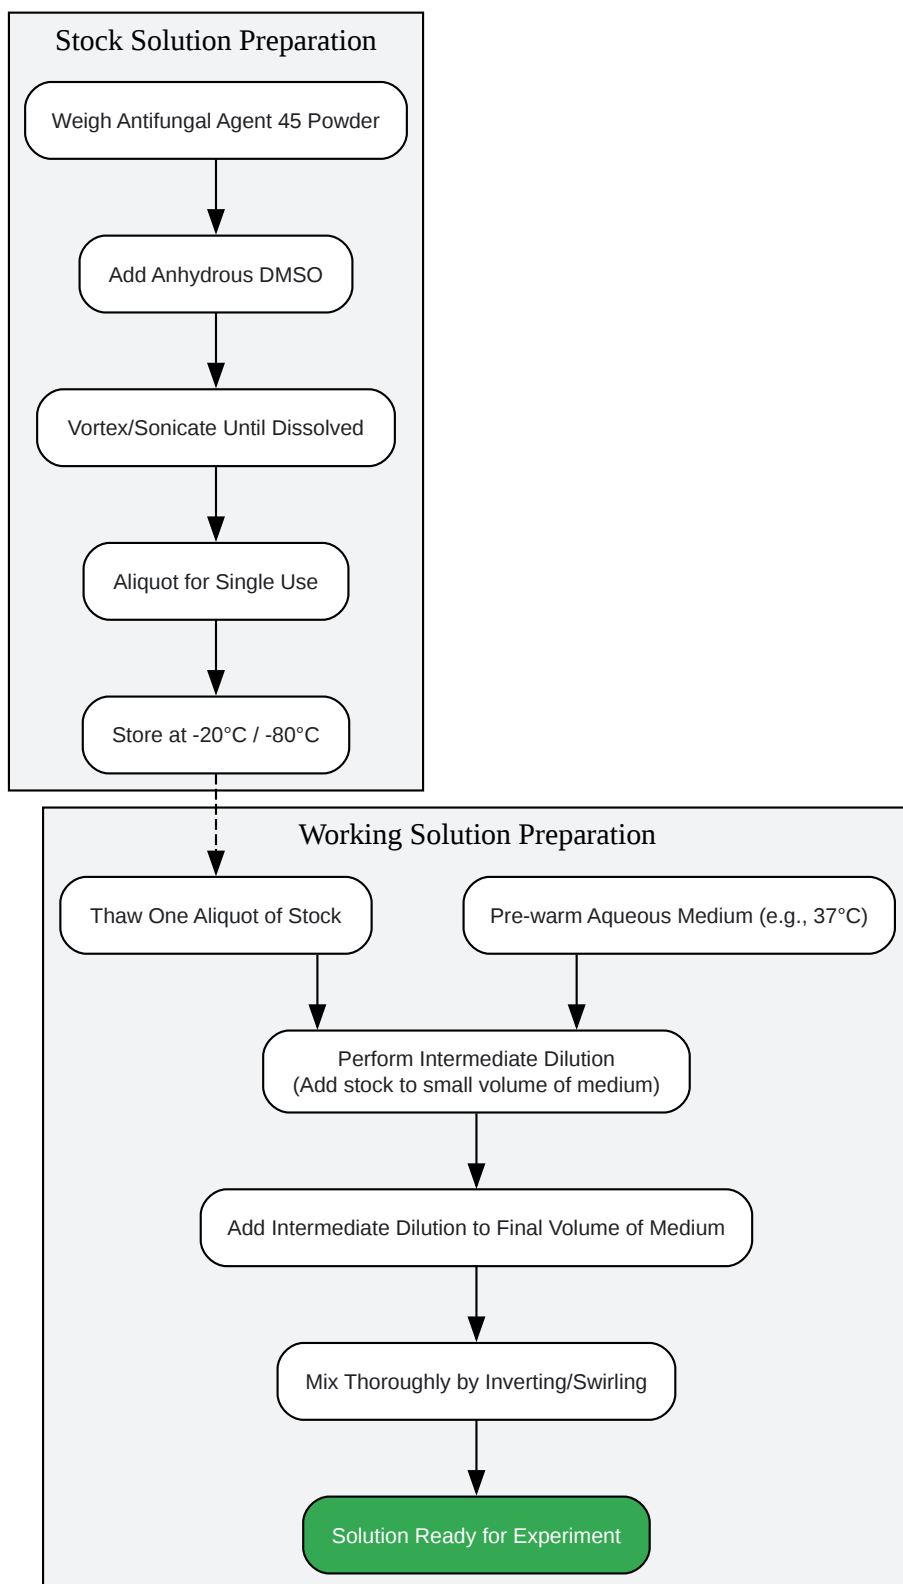 Stock Solution Preparation
Weigh Antifungal Agent 45 Powder
Add Anhydrous DMSO
Vortex/Sonicate Until Dissolved
Aliquot for Single Use
Store at -20°C / -80°C
Working Solution Preparation
Thaw One Aliquot of Stock
Pre-warm Aqueous Medium (e.g., 37°C)
Perform Intermediate Dilution
(Add stock to small volume of medium)
Add Intermediate Dilution to Final Volume of Medium
Mix Thoroughly by Inverting/Swirling
Solution Ready for Experiment